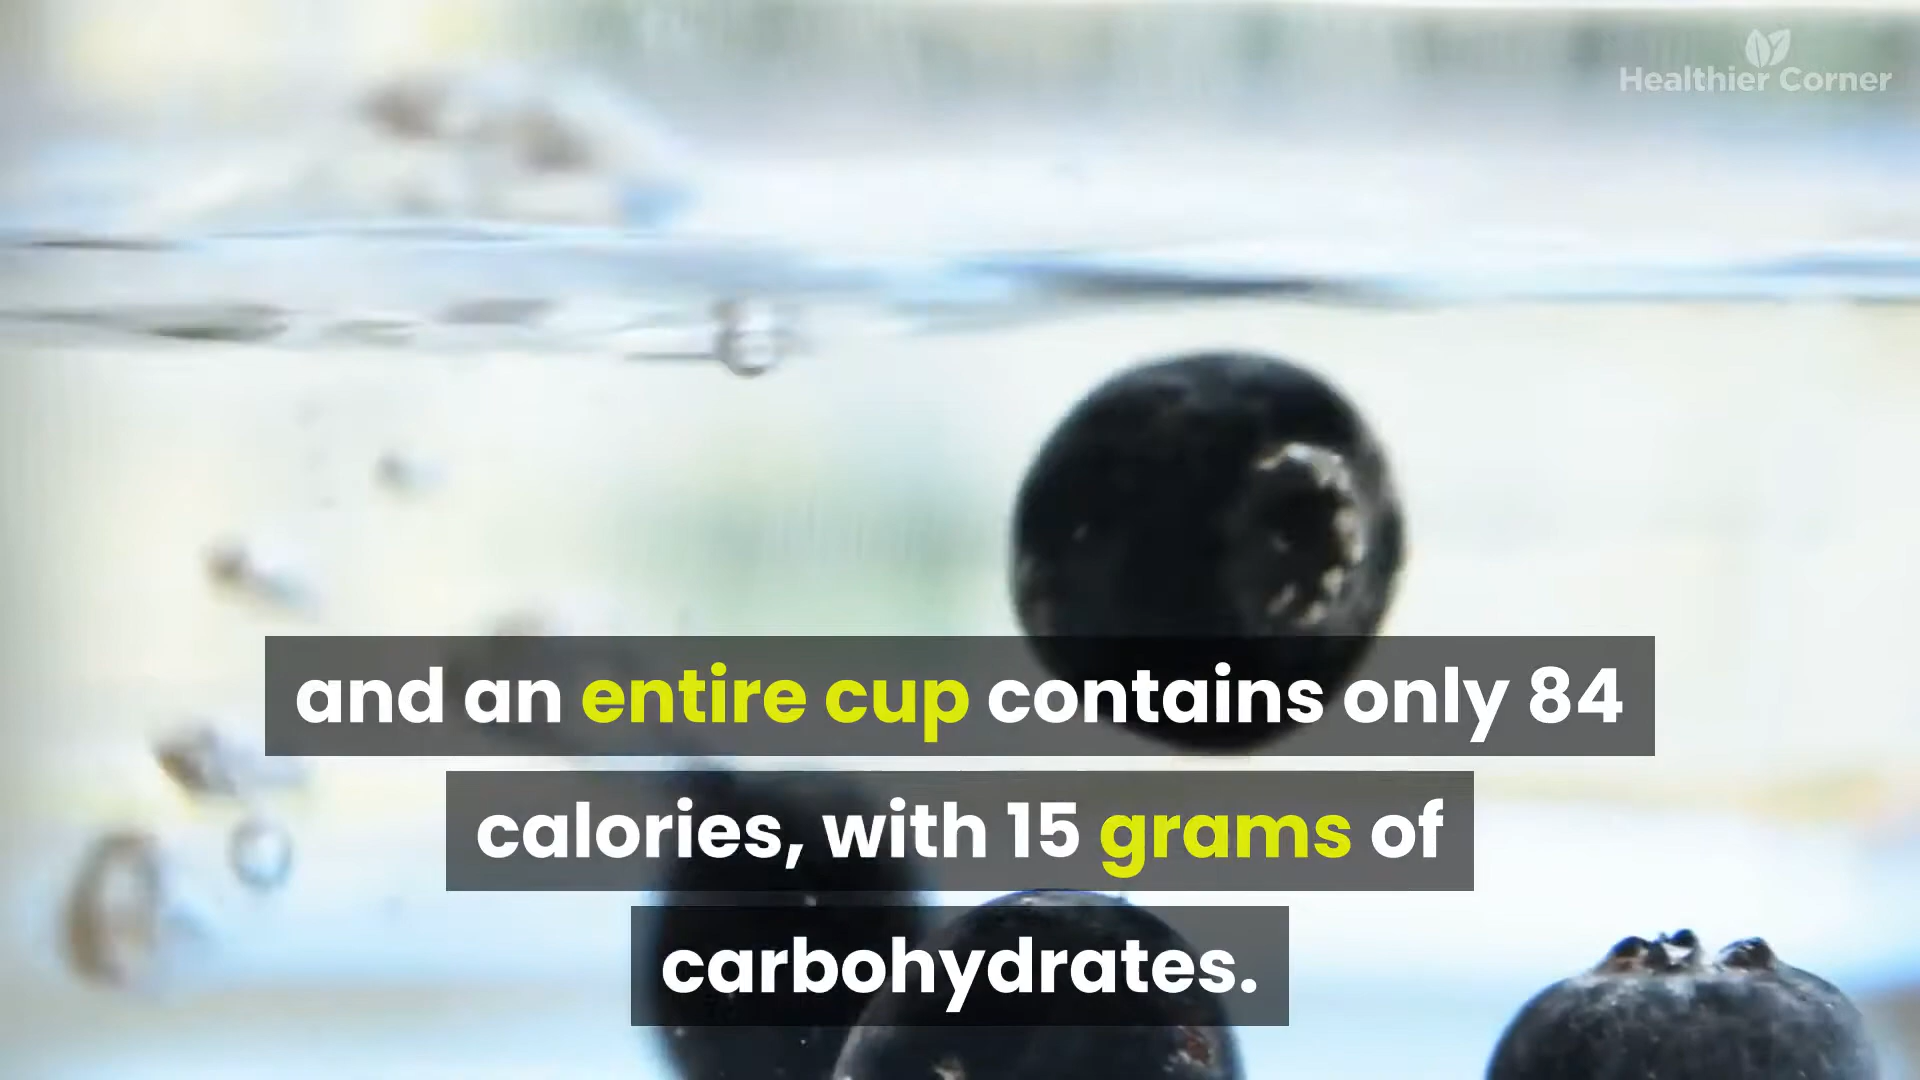 Healthier Corner
and an entire cup contains only 84
calories, with 15 grams of
carbohydrates.